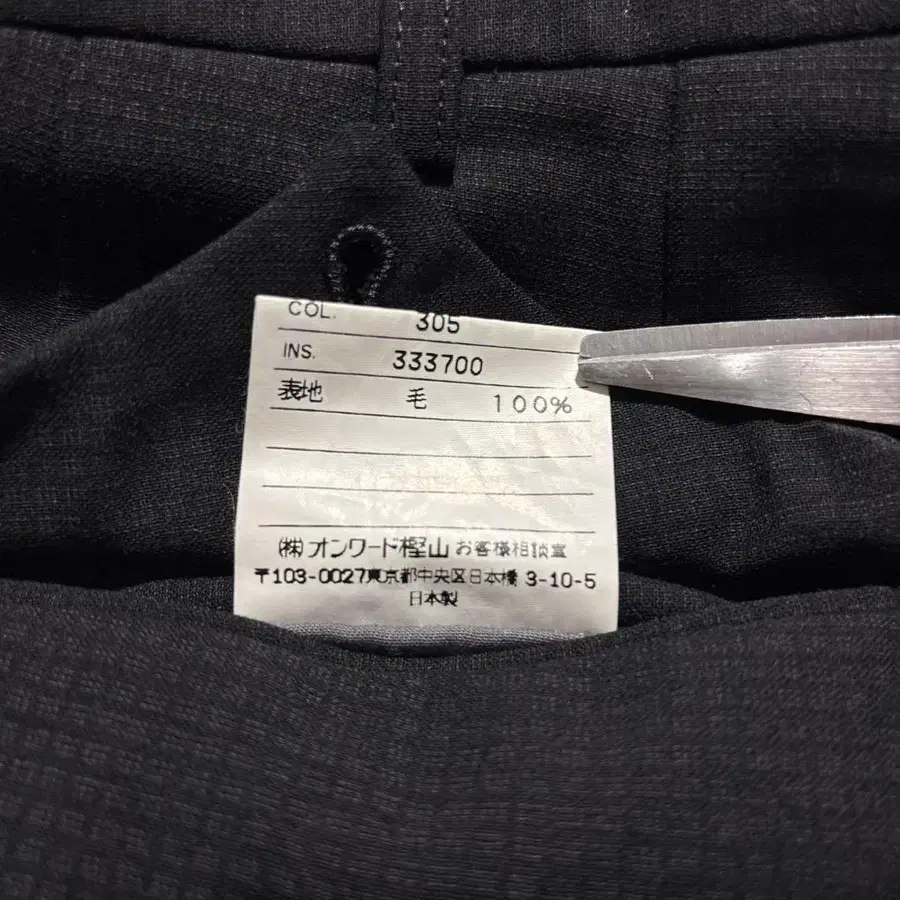 COL. 305
INS. 333700
表地 毛 100%
(株)オンワード樫山 お客様相談室
〒103-0027東京都中央区日本橋 3-10-5
日本製